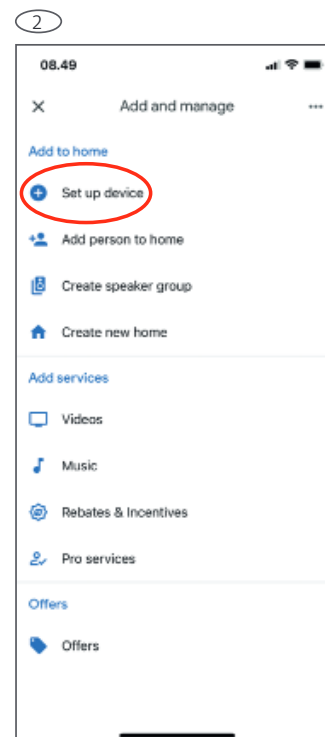 2
08.49
Add and manage
Add to home
Set up device
Add person to home
Create speaker group
Create new home
Add services
Videos
Music
Rebates & Incentives
Pro services
Offers
Offers